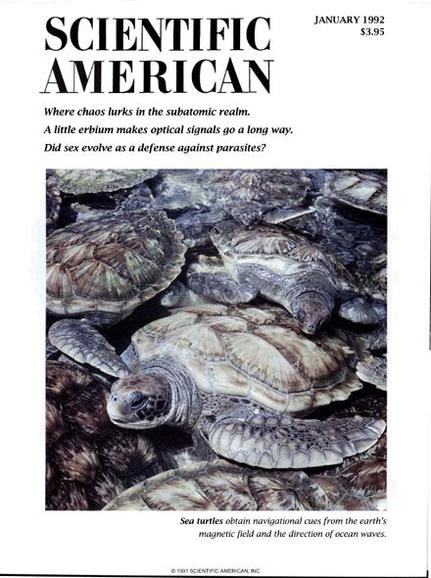 SCIENTIFIC
AMERICAN
JANUARY 1992
$3.95
Where chaos lurks in the subatomic realm.
A little erbium makes optical signals go a long way.
Did sex evolve as a defense against parasites?
Sea turtles obtain navigational cues from the earth's
magnetic field and the direction of ocean waves.
© 1991 SCIENTIFIC AMERICAN, INC